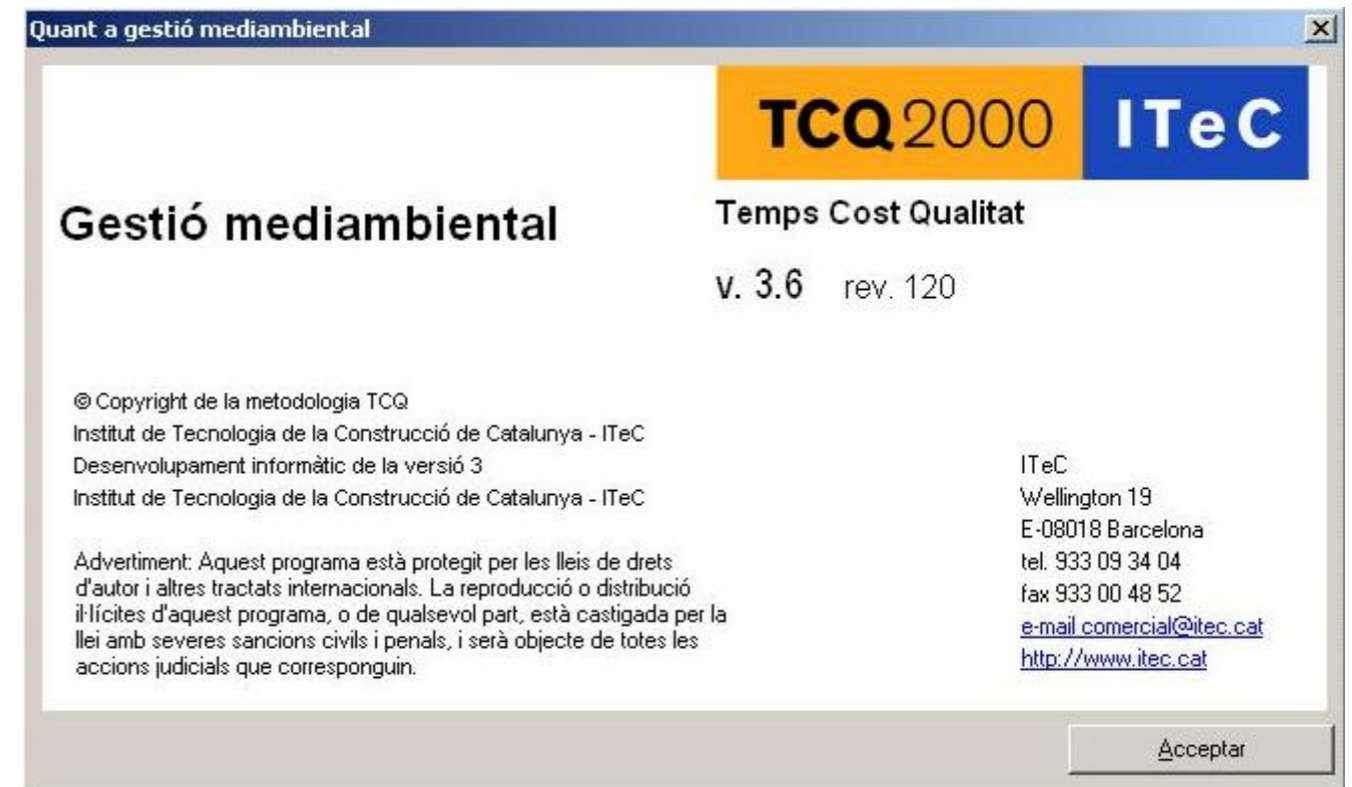 Quant a gestió mediambiental
TCQ2000 ITeC
Gestió mediambiental
Temps Cost Qualitat
v. 3.6 rev. 120
© Copyright de la metodologia TCQ
Institut de Tecnologia de la Construcció de Catalunya - ITeC
Desenvolupament informàtic de la versió 3
Institut de Tecnologia de la Construcció de Catalunya - ITeC
Advertiment: Aquest programa està protegit per les lleis de drets
d'autor i altres tractats internacionals. La reproducció o distribució
il·lícites d'aquest programa, o de qualsevol part, està castigada per la
llei amb severes sancions civils i penals, i serà objecte de totes les
accions judicials que corresponguin.
ITeC
Wellington 19
E-08018 Barcelona
tel. 933 09 34 04
fax 933 00 48 52
e-mail comercial@itec.cat
http://www.itec.cat
Acceptar